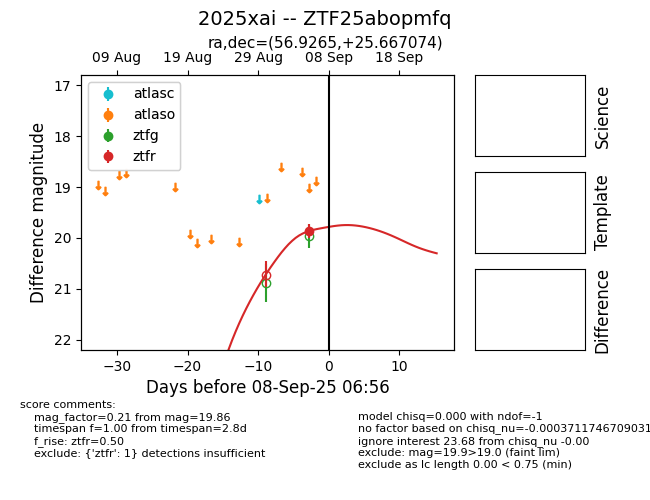 2025xai -- ZTF25abopmfq
ra,dec=(56.9265,+25.667074)
09 Aug 19 Aug 29 Aug 08 Sep 18 Sep
atlasc
atlaso
ztfg
ztfr
17
18
19
20
21
22
Difference magnitude
−30 −20 −10 0 10
Days before 08-Sep-25 06:56
Science
Template
Difference
score comments:
mag_factor=0.21 from mag=19.86
timespan f=1.00 from timespan=2.8d
f_rise: ztfr=0.50
exclude: {'ztfr': 1} detections insufficient
model chisq=0.000 with ndof=-1
no factor based on chisq_nu=-0.0003711746709031
ignore interest 23.68 from chisq_nu -0.00
exclude: mag=19.9>19.0 (faint lim)
exclude as lc length 0.00 < 0.75 (min)